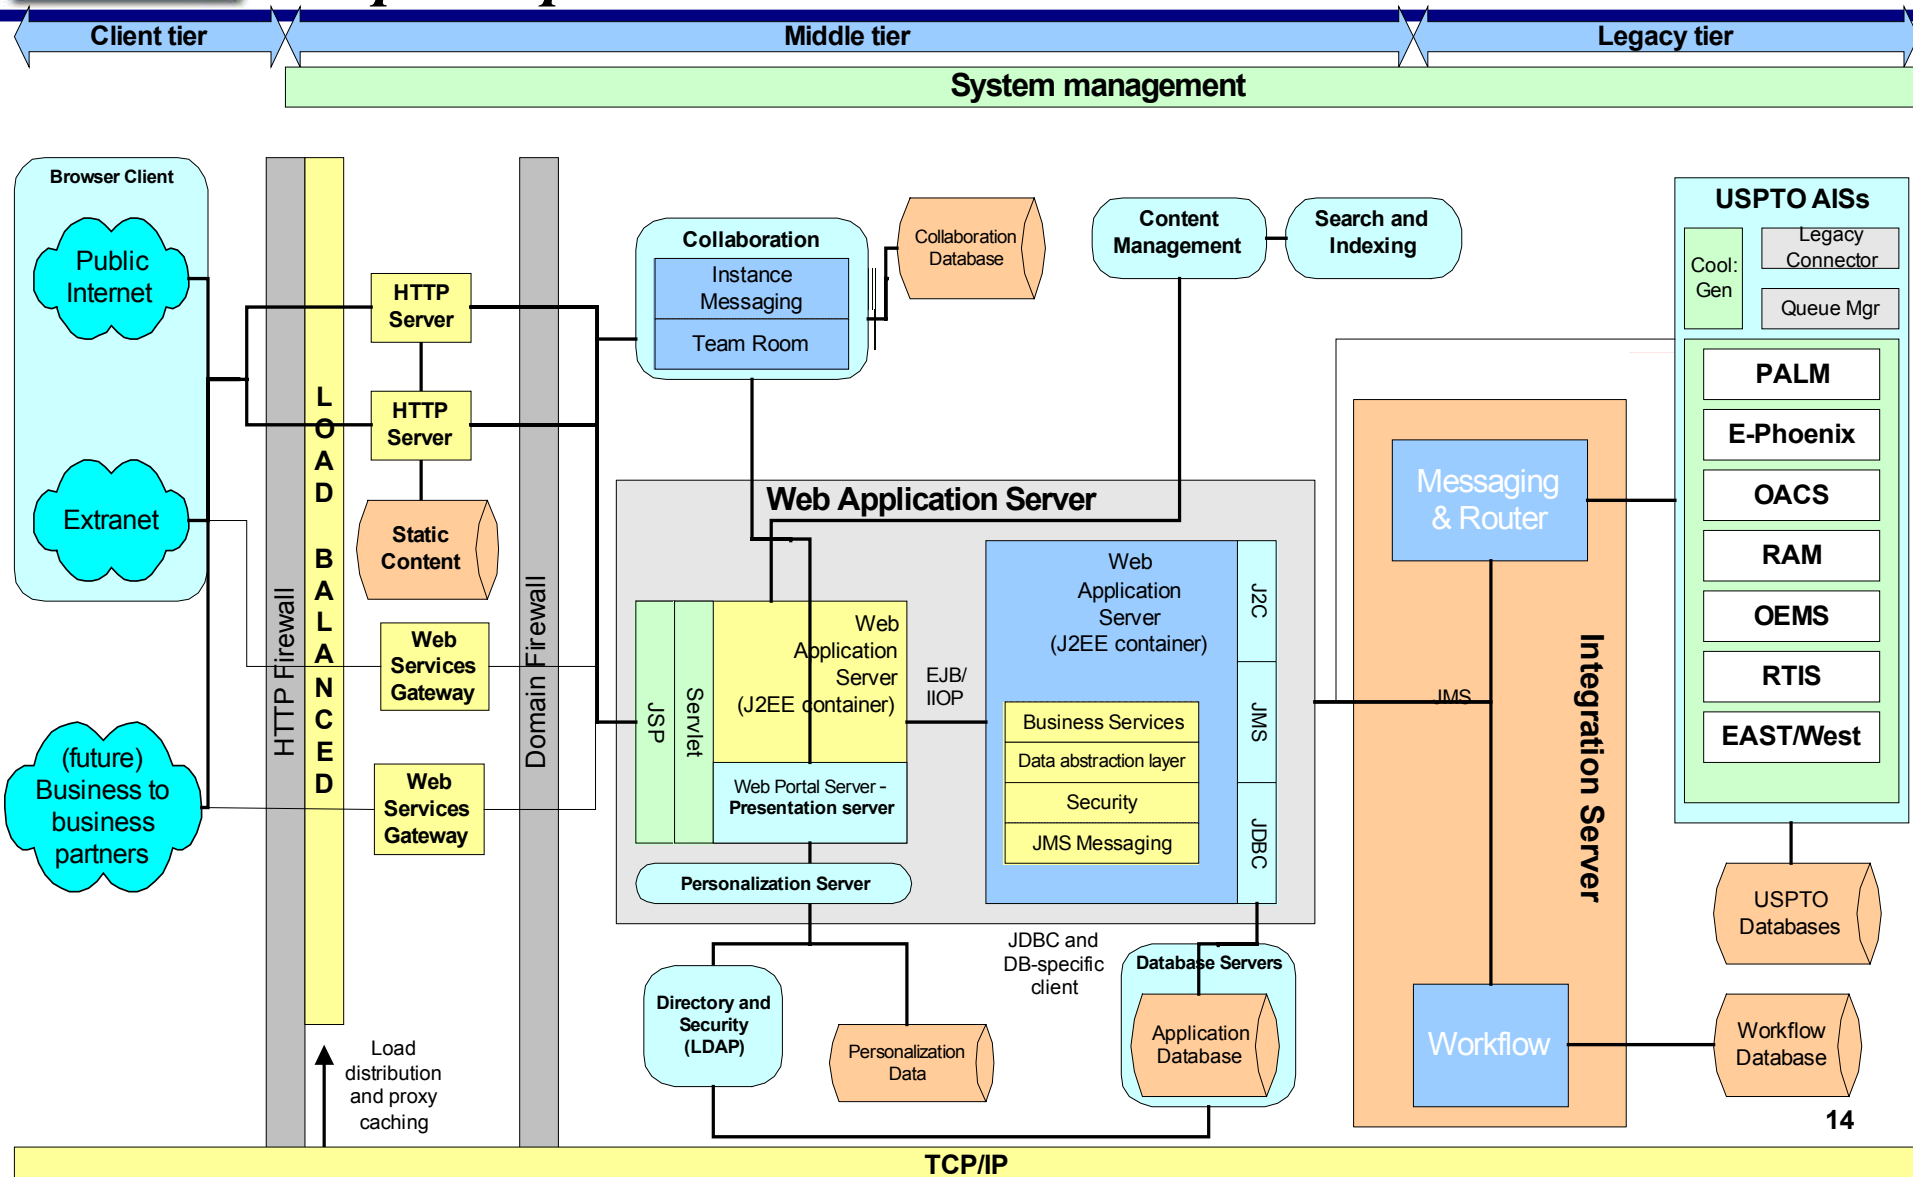 Client tier
Middle tier
Legacy tier
System management
Browser Client
Public
Internet
Extranet
(future)
Business to
business
partners
HTTP Firewall
LOAD BALANCED
Load
distribution
and proxy
caching
HTTP
Server
HTTP
Server
Static
Content
Web
Services
Gateway
Web
Services
Gateway
Domain Firewall
Collaboration
Instance
Messaging
Team Room
Collaboration
Database
Content
Management
Search and
Indexing
Web Application Server
JSP
Servlet
Web
Application
Server
(J2EE container)
Web Portal Server -
Presentation server
Personalization Server
EJB/
IIOP
Web
Application
Server
(J2EE container)
Business Services
Data abstraction layer
Security
JMS Messaging
J2C
JMS
JDBC
JDBC and
DB-specific
client
Directory and
Security
(LDAP)
Personalization
Data
Database Servers
Application
Database
Messaging
& Router
JMS
Integration Server
Workflow
USPTO AISs
Cool:
Gen
Legacy
Connector
Queue Mgr
PALM
E-Phoenix
OACS
RAM
OEMS
RTIS
EAST/West
USPTO
Databases
Workflow
Database
14
TCP/IP